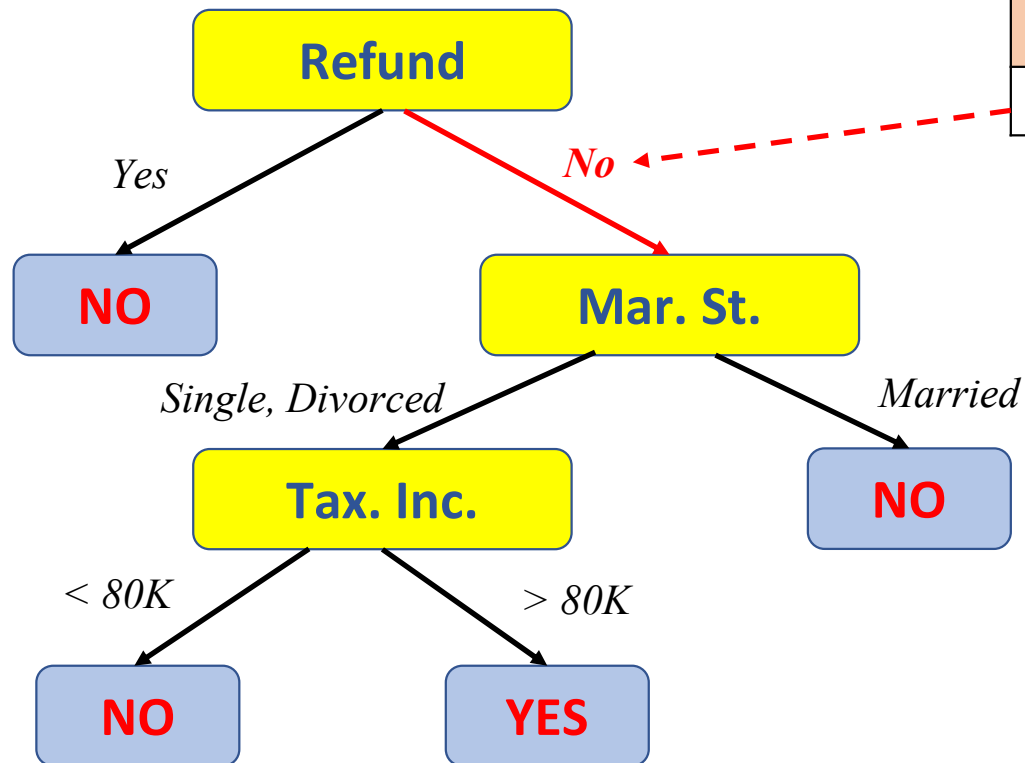 Refund
Yes
No
NO
Mar. St.
Single, Divorced
Married
Tax. Inc.
NO
< 80K
> 80K
NO
YES